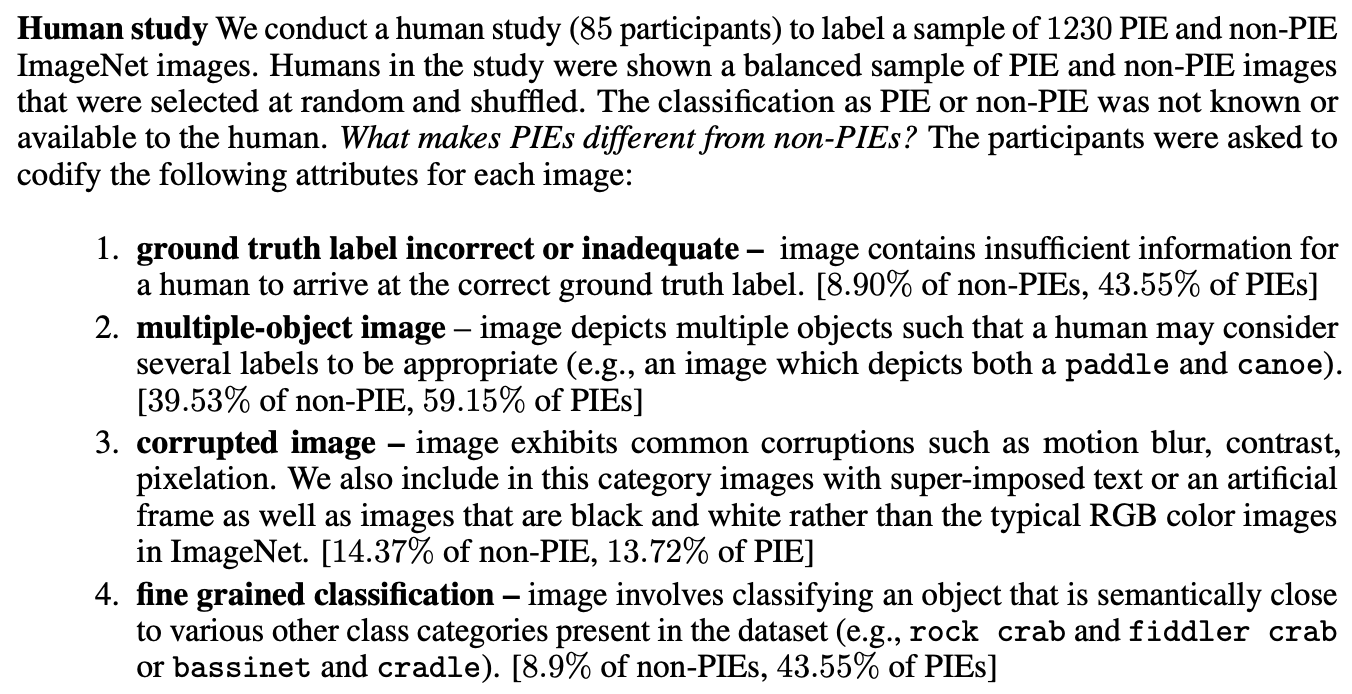 Human study We conduct a human study (85 participants) to label a sample of 1230 PIE and non-PIE
ImageNet images. Humans in the study were shown a balanced sample of PIE and non-PIE images
that were selected at random and shuffled. The classification as PIE or non-PIE was not known or
available to the human. What makes PIEs different from non-PIEs? The participants were asked to
codify the following attributes for each image:
1. ground truth label incorrect or inadequate – image contains insufficient information for
a human to arrive at the correct ground truth label. [8.90% of non-PIEs, 43.55% of PIEs]
2. multiple-object image – image depicts multiple objects such that a human may consider
several labels to be appropriate (e.g., an image which depicts both a paddle and canoe).
[39.53% of non-PIE, 59.15% of PIEs]
3. corrupted image – image exhibits common corruptions such as motion blur, contrast,
pixelation. We also include in this category images with super-imposed text or an artificial
frame as well as images that are black and white rather than the typical RGB color images
in ImageNet. [14.37% of non-PIE, 13.72% of PIE]
4. fine grained classification – image involves classifying an object that is semantically close
to various other class categories present in the dataset (e.g., rock crab and fiddler crab
or bassinet and cradle). [8.9% of non-PIEs, 43.55% of PIEs]